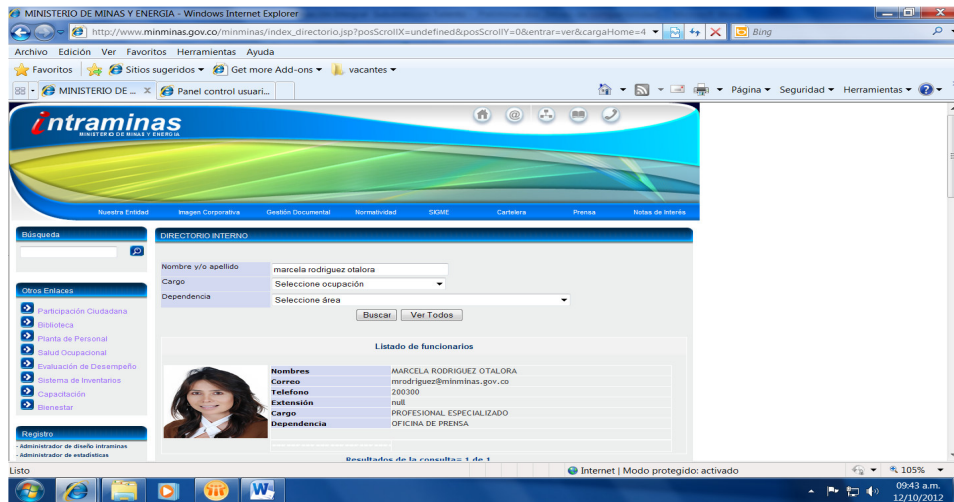 MINISTERIO DE MINAS Y ENERGIA - Windows Internet Explorer
http://www.minminas.gov.co/minminas/index_directorio.jsp?posScrollX=undefined&posScrollY=0&entrar=ver&cargaHome=4
Bing
Archivo Edición Ver Favoritos Herramientas Ayuda
Favoritos Sitios sugeridos Get more Add-ons vacantes
MINISTERIO DE ... Panel control usuari... Página Seguridad Herramientas
intraminas
MINISTERIO DE MINAS Y ENERGIA
Nuestra Entidad Imagen Corporativa Gestión Documental Normatividad SIGME Cartelera Prensa Notas de Interés
Búsqueda
DIRECTORIO INTERNO
Nombre y/o apellido marcela rodriguez otalora
Cargo Seleccione ocupación
Dependencia Seleccione área
Buscar Ver Todos
Otros Enlaces
Participación Ciudadana
Biblioteca
Planta de Personal
Salud Ocupacional
Evaluación de Desempeño
Sistema de Inventarios
Capacitación
Bienestar
Listado de funcionarios
Nombres MARCELA RODRIGUEZ OTALORA
Correo mrodriguez@minminas.gov.co
Telefono 200300
Extensión null
Cargo PROFESIONAL ESPECIALIZADO
Dependencia OFICINA DE PRENSA
Registro
- Administrador de diseño intraminas
- Administrador de estadísticas
Resultados de la consulta= 1 de 1
Listo Internet | Modo protegido: activado 105%
09:43 a.m.
12/10/2012